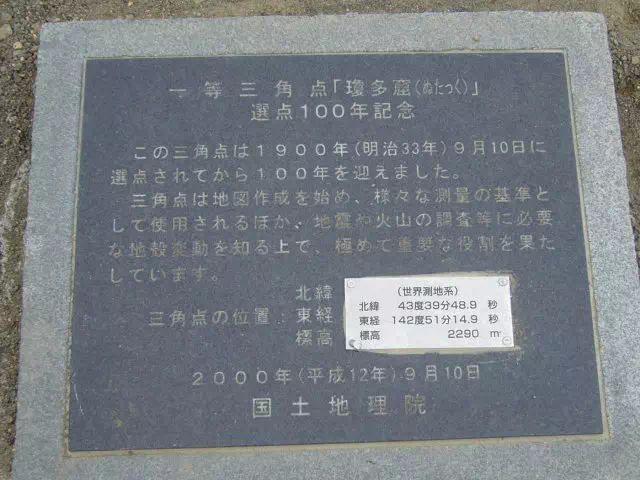 一等三角点「瓊多窟(ぬたっく)」
選点100年記念
この三角点は1900年(明治33年)9月10日に
選点されてから100年を迎えました。
三角点は地図作成を始め、様々な測量の基準と
して使用されるほか、地震や火山の調査等に必要
な地殻変動を知る上で、極めて重要な役割を果た
しています。
三角点の位置：
北緯
東経
標高
(世界測地系)
北緯 43度39分48.9 秒
東経 142度51分14.9 秒
標高 2290 m
2000年(平成12年)9月10日
国土地理院